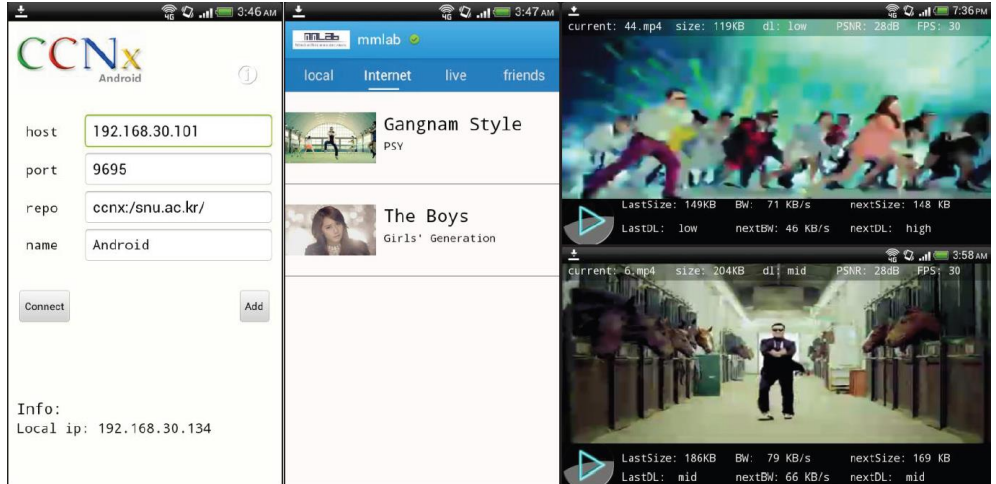 4G 3:46 AM
CCNx
Android
host 192.168.30.101
port 9695
repo ccnx:/snu.ac.kr/
name Android
Connect Add
Info:
Local ip: 192.168.30.134
4G 3:47 AM
mmlab
mmlab
local Internet live friends
Gangnam Style
PSY
The Boys
Girls' Generation
4G 7:36 PM
current: 44.mp4 size: 119KB dl: low PSNR: 28dB FPS: 30
LastSize: 149KB BW: 71 KB/s nextSize: 148 KB
LastDL: low nextBW: 46 KB/s nextDL: high
4G 3:58 AM
current: 6.mp4 size: 204KB dl: mid PSNR: 28dB FPS: 30
LastSize: 186KB BW: 79 KB/s nextSize: 169 KB
LastDL: mid nextBW: 66 KB/s nextDL: mid